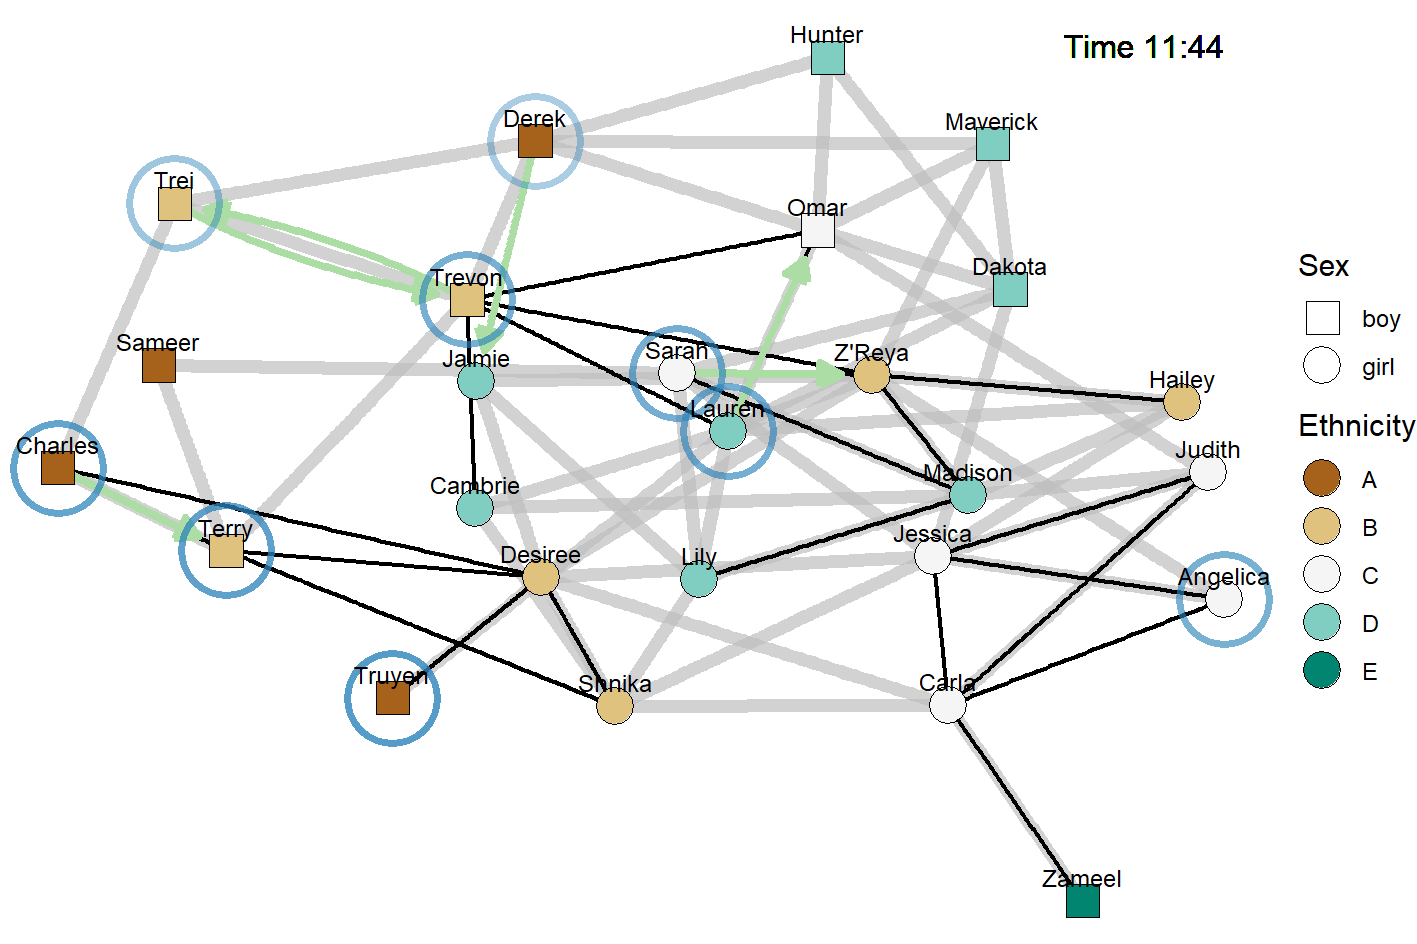 Hunter
Time 11:44
Derek
Maverick
Trei
Omar
Trevon
Dakota
Sameer
Jaimie
Sarah
Z'Reya
Hailey
Lauren
Charles
Judith
Cambrie
Madison
Terry
Desiree
Lily
Jessica
Angelica
Truyen
Shnika
Carla
Zameel
Sex
boy
girl
Ethnicity
A
B
C
D
E